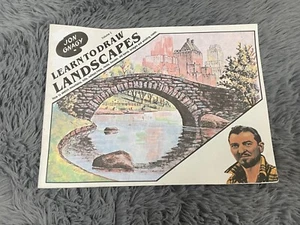 JON
GNAGY
LEARN TO DRAW
LANDSCAPES